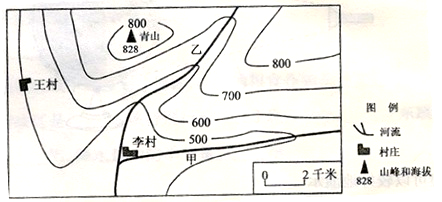 800
青山
828
乙
800
王村
700
600
500
李村
甲
0 2 千米
图 例
河流
村庄
山峰和海拔
828